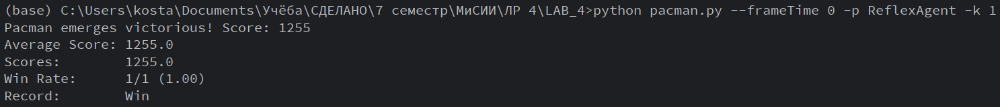 (base) C:\Users\kosta\Documents\Учёба\СДЕЛАНО\7 семестр\МиСИИ\ЛР 4\LAB_4>python pacman.py --frameTime 0 -p ReflexAgent -k 1
Pacman emerges victorious! Score: 1255
Average Score: 1255.0
Scores:        1255.0
Win Rate:      1/1 (1.00)
Record:        Win